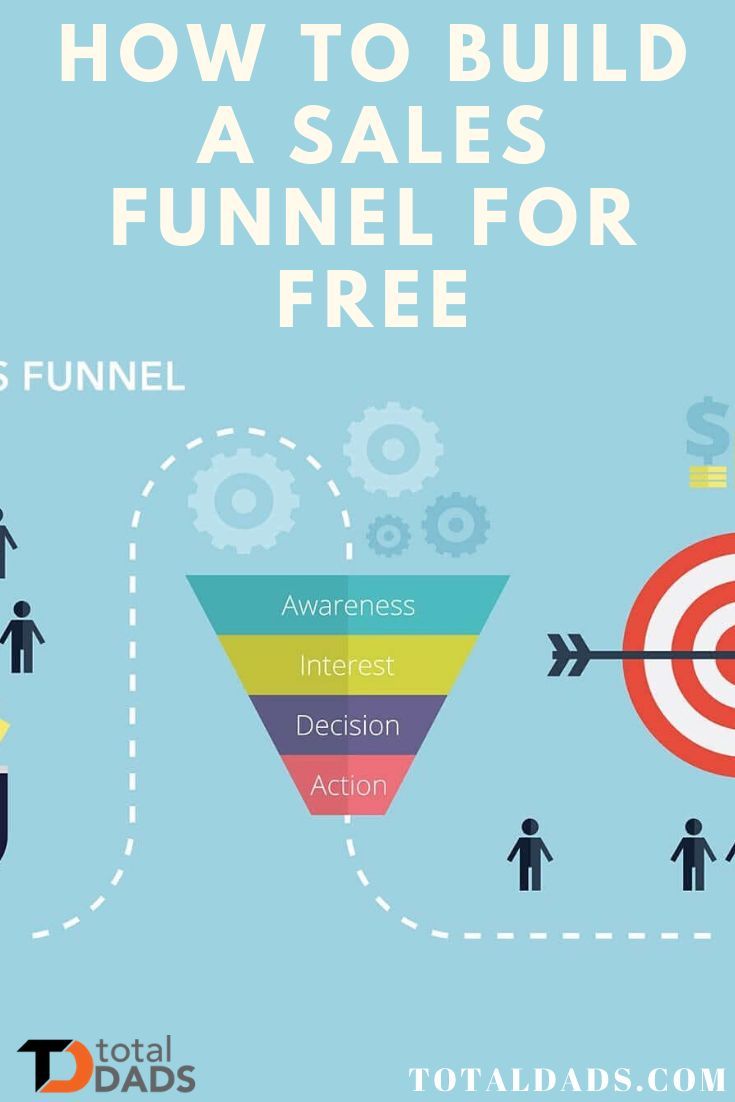 HOW TO BUILD
A SALES
FUNNEL FOR
FREE
S FUNNEL
$
Awareness
Interest
Decision
Action
total
DADS
TOTALDADS.COM